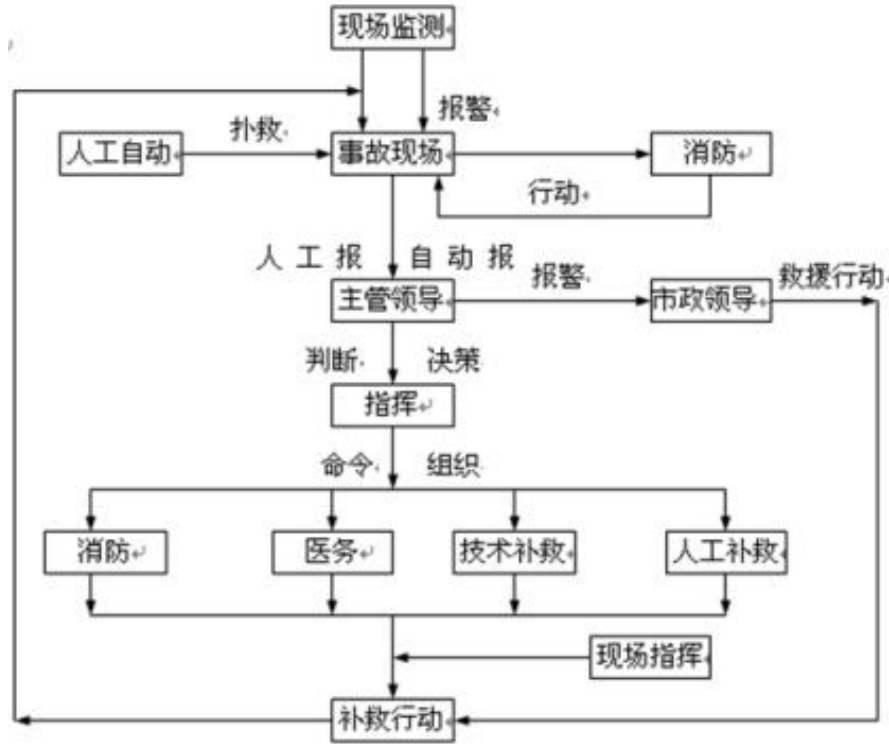 现场监测
报警
人工自动 扑救 事故现场 消防
行动
人 工 报 自 动 报
主管领导 报警 市政领导 救援行动
判断 决策
指挥
命令 组织
消防 医务 技术补救 人工补救
现场指挥
补救行动